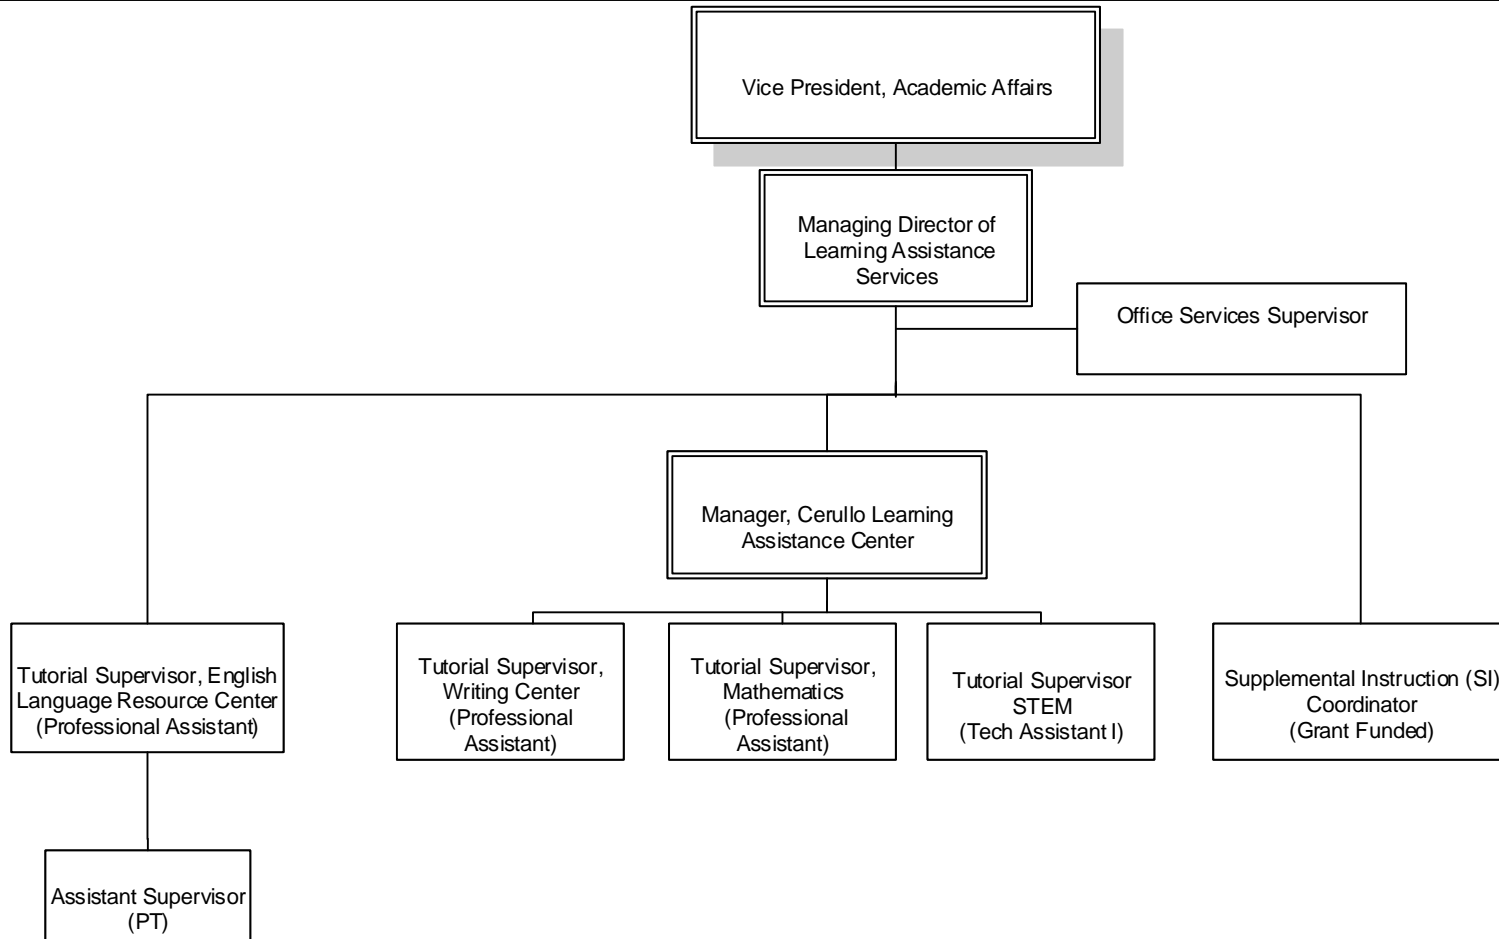 Vice President, Academic Affairs
Managing Director of
Learning Assistance
Services
Office Services Supervisor
Manager, Cerullo Learning
Assistance Center
Tutorial Supervisor, English
Language Resource Center
(Professional Assistant)
Tutorial Supervisor,
Writing Center
(Professional
Assistant)
Tutorial Supervisor,
Mathematics
(Professional
Assistant)
Tutorial Supervisor
STEM
(Tech Assistant I)
Supplemental Instruction (SI)
Coordinator
(Grant Funded)
Assistant Supervisor
(PT)